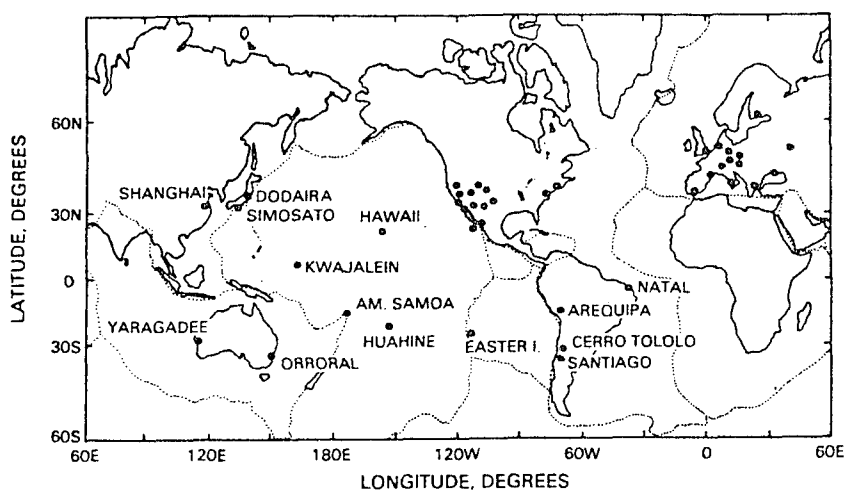 60N
30N
0
30S
60S
LATITUDE, DEGREES
SHANGHAI
DODAIRA
SIMOSATO
HAWAII
KWAJALEIN
AM. SAMOA
HUAHINE
YARAGADEE
ORRORAL
EASTER I.
NATAL
AREQUIPA
CERRO TOLOLO
SANTIAGO
60E
120E
180E
120W
60W
0
60E
LONGITUDE, DEGREES